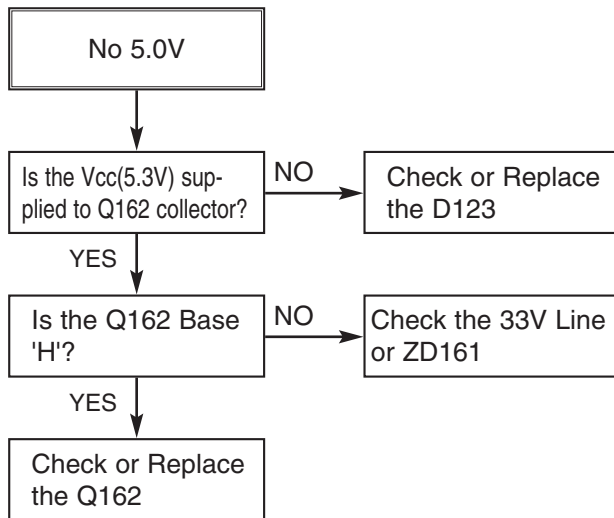 No 5.0V
Is the Vcc(5.3V) sup-
plied to Q162 collector?
NO
Check or Replace
the D123
YES
Is the Q162 Base
'H'?
NO
Check the 33V Line
or ZD161
YES
Check or Replace
the Q162